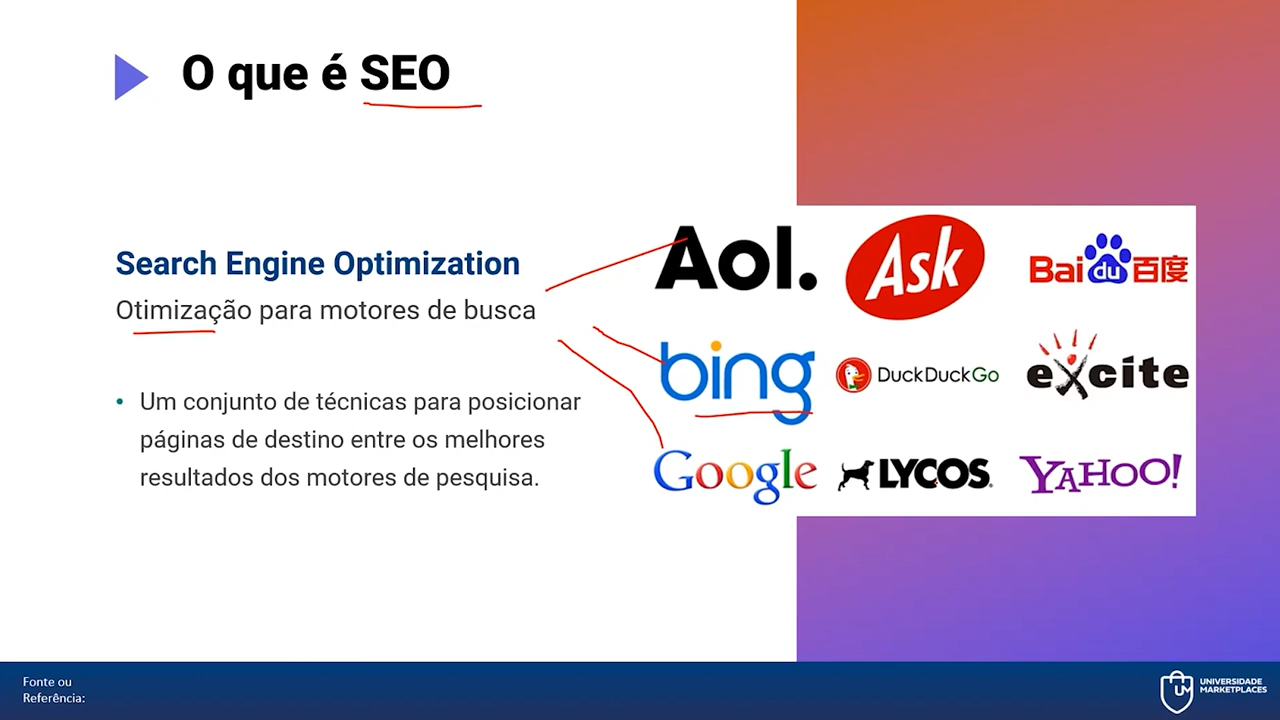 O que é SEO
Search Engine Optimization
Otimização para motores de busca
• Um conjunto de técnicas para posicionar
páginas de destino entre os melhores
resultados dos motores de pesquisa.
Aol.
Ask
Bai du 百度
bing
DuckDuckGo
excite
Google
LYCOS
YAHOO!
Fonte ou
Referência:
UM
UNIVERSIDADE
MARKETPLACES